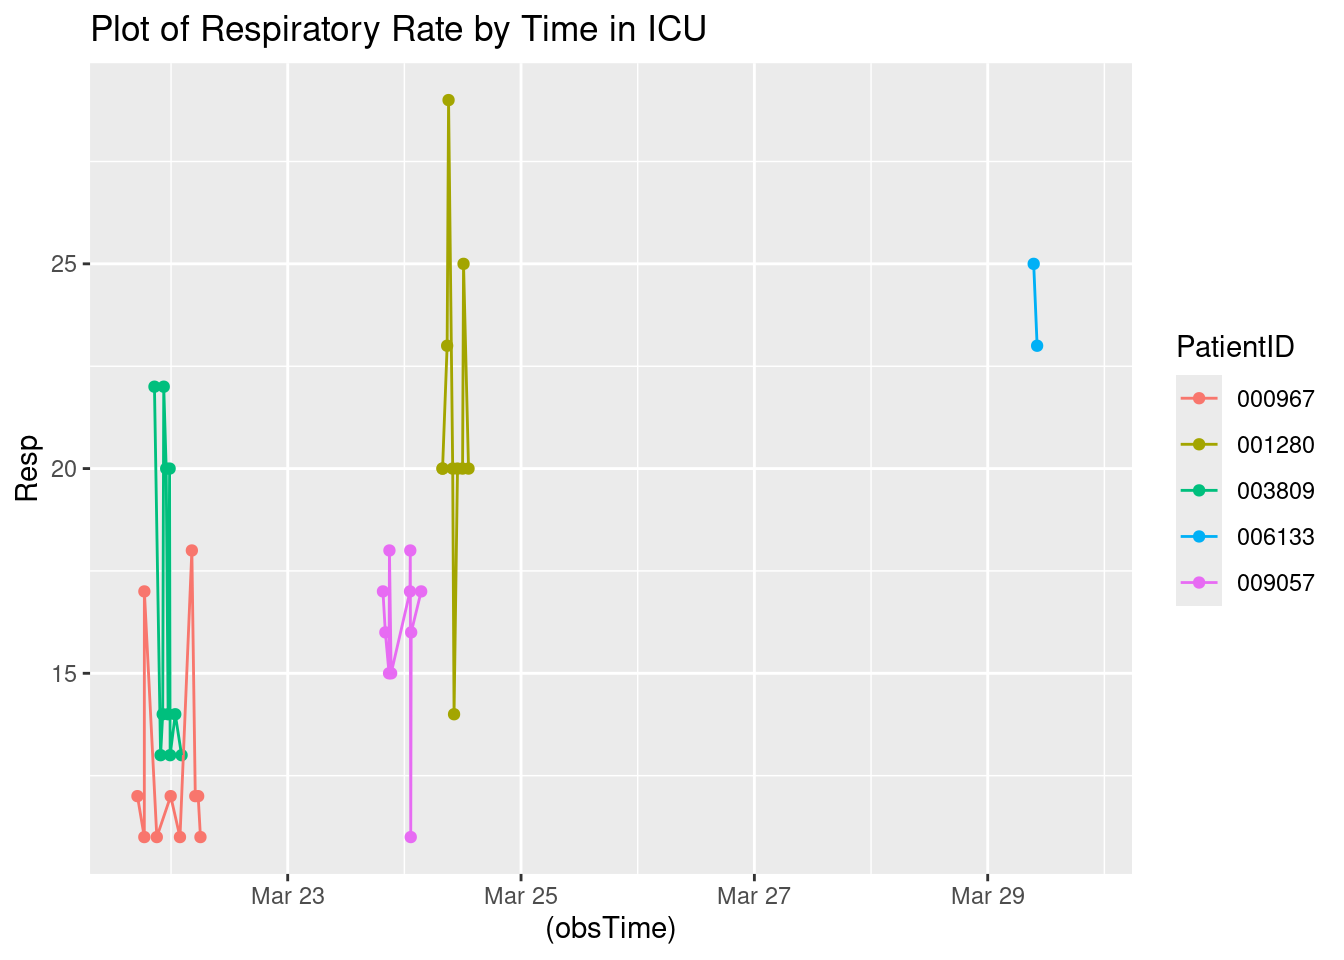 Plot of Respiratory Rate by Time in ICU
25
20
15
Resp
Mar 23
Mar 25
Mar 27
Mar 29
(obsTime)
PatientID
000967
001280
003809
006133
009057